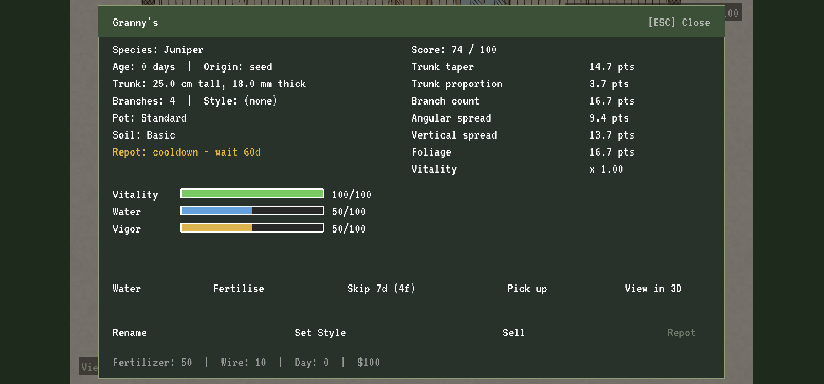 Granny's
[ESC] Close
00
Species: Juniper
Age: 0 days | Origin: seed
Trunk: 25.0 cm tall, 18.0 mm thick
Branches: 4 | Style: (none)
Pot: Standard
Soil: Basic
Repot: cooldown - wait 60d
Score: 74 / 100
Trunk taper 14.7 pts
Trunk proportion 3.7 pts
Branch count 16.7 pts
Angular spread 9.4 pts
Vertical spread 13.7 pts
Foliage 16.7 pts
Vitality x 1.00
Vitality 100/100
Water 50/100
Vigor 50/100
Water Fertilise Skip 7d (4f) Pick up View in 3D
Rename Set Style Sell Repot
Vie
Fertilizer: 50 | Wire: 10 | Day: 0 | $100